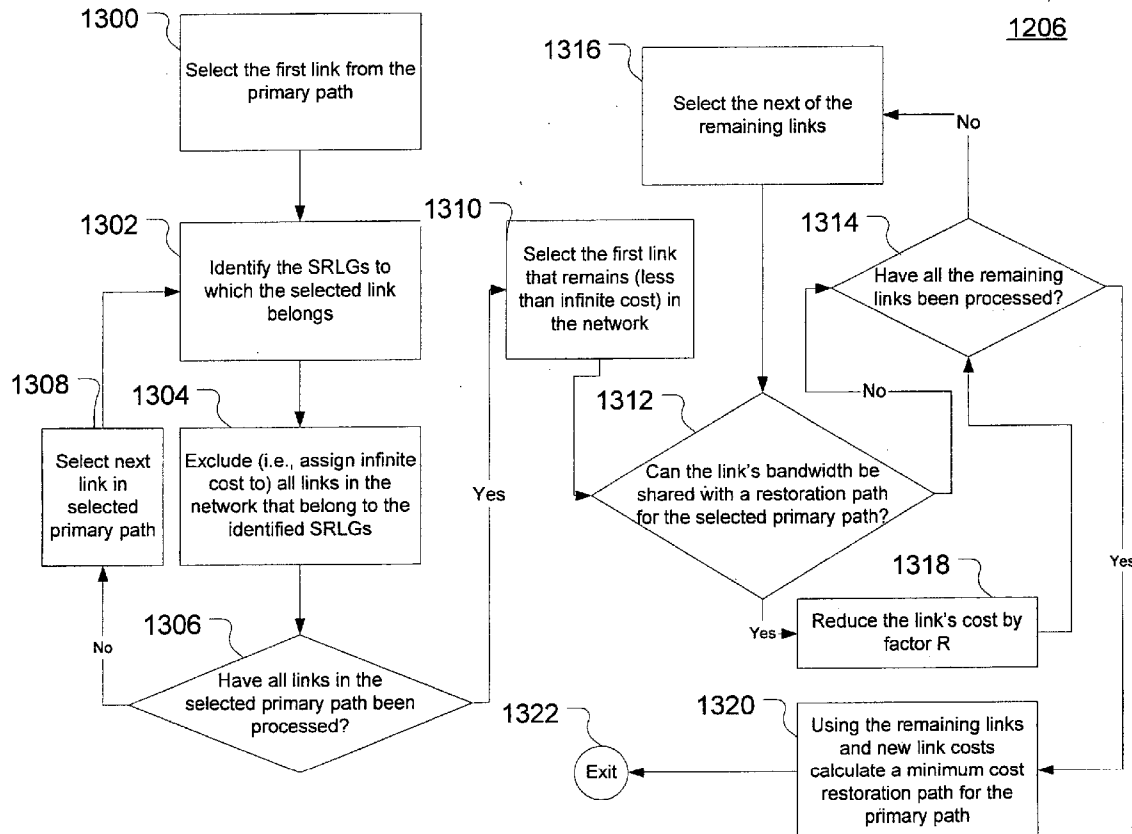 1206
1300
Select the first link from the
primary path
1302
Identify the SRLGs to
which the selected link
belongs
1304
Exclude (i.e., assign infinite
cost to) all links in the
network that belong to the
identified SRLGs
1306
Have all links in the
selected primary path been
processed?
No
1308
Select next
link in
selected
primary path
Yes
1310
Select the first link
that remains (less
than infinite cost) in
the network
1312
Can the link's bandwidth be
shared with a restoration path
for the selected primary path?
No
Yes
1314
Have all the remaining
links been processed?
No
Yes
1316
Select the next of the
remaining links
1318
Reduce the link's cost by
factor R
1320
Using the remaining links
and new link costs
calculate a minimum cost
restoration path for the
primary path
1322
Exit